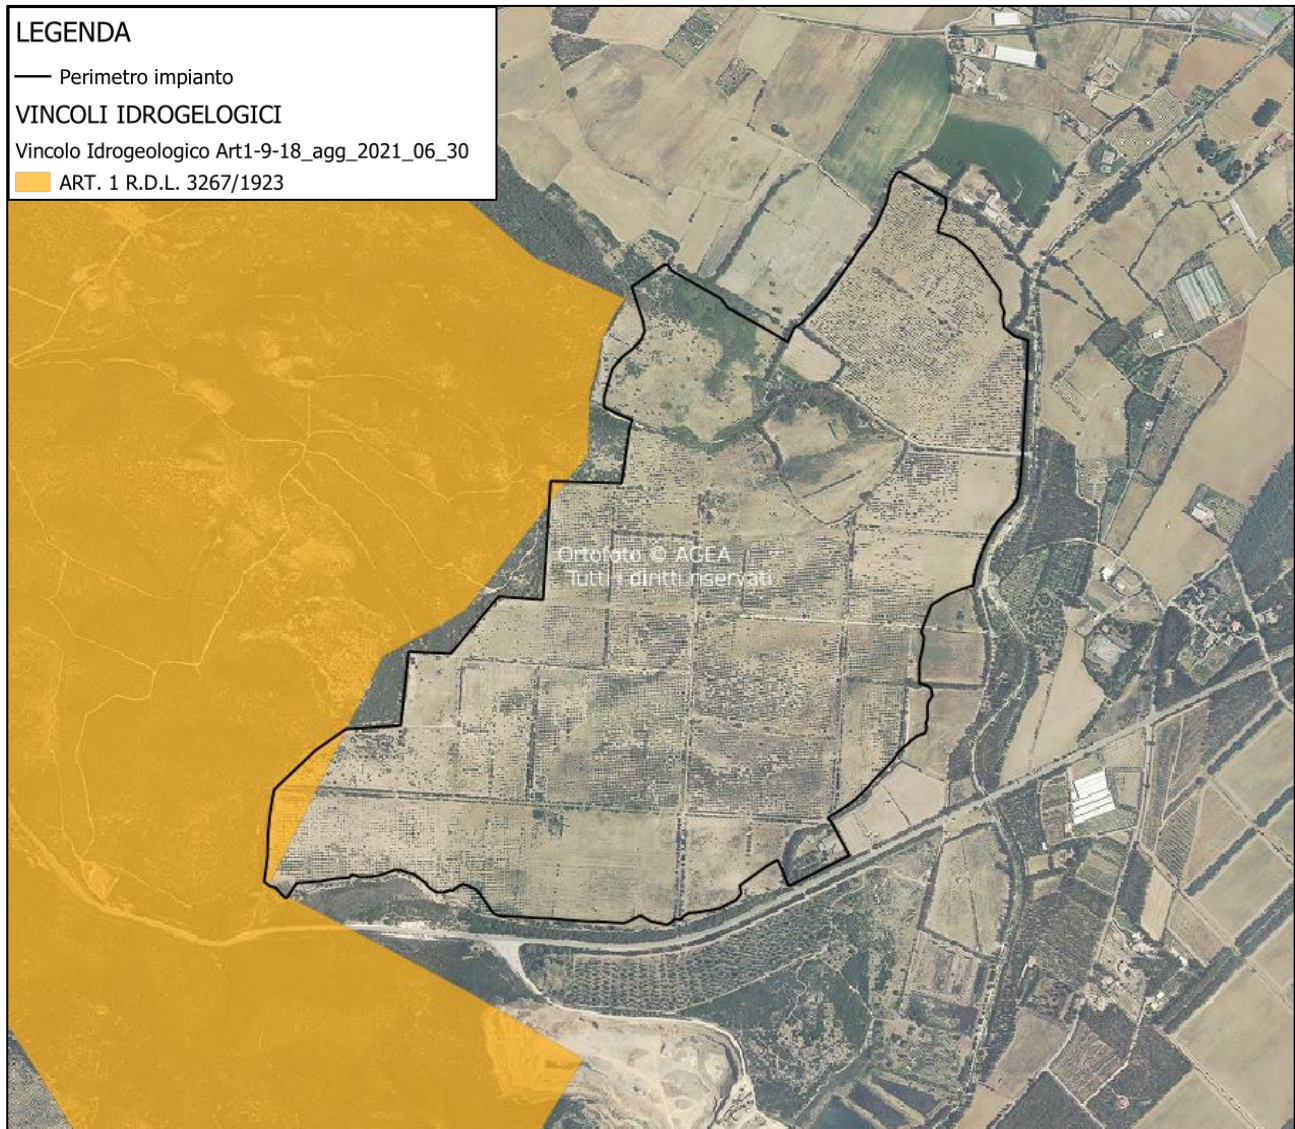 LEGENDA
Perimetro impianto
VINCOLI IDROGELOGICI
Vincolo Idrogeologico Art1-9-18_agg_2021_06_30
ART. 1 R.D.L. 3267/1923
Ortofoto © AGEA
Tutti i diritti riservati